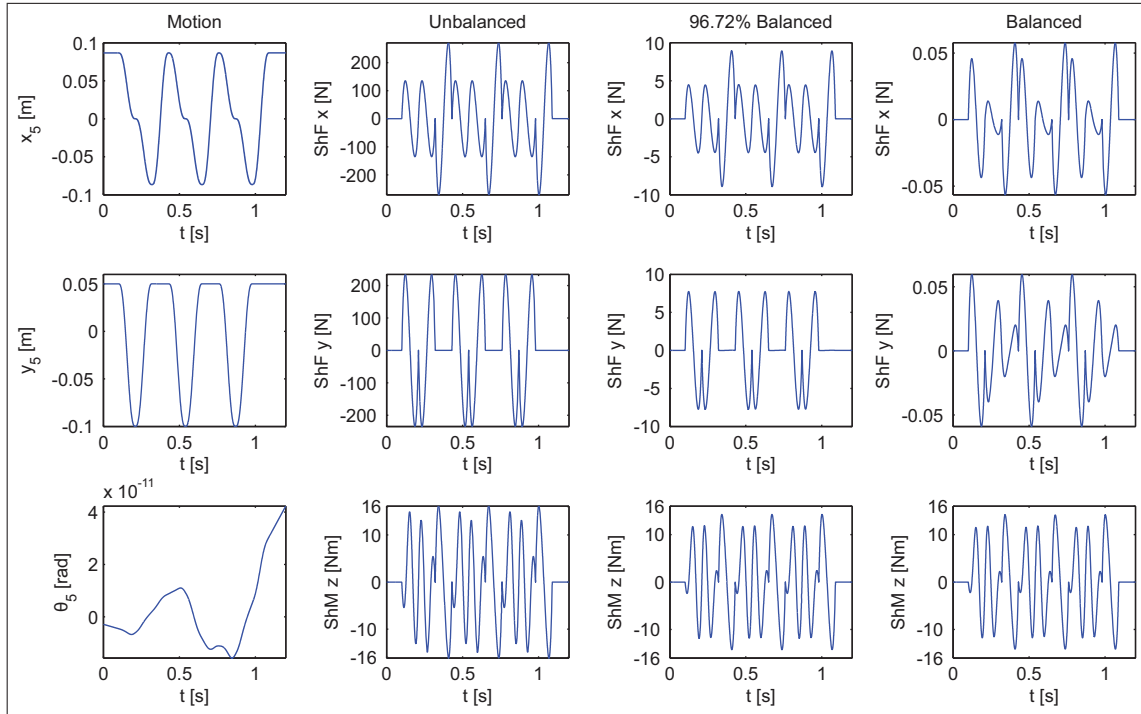 Motion
Unbalanced
96.72% Balanced
Balanced
0.1
0.05
0
-0.05
-0.1
x5 [m]
0 0.5 1
t [s]
200
100
0
-100
-200
ShF x [N]
0 0.5 1
t [s]
10
5
0
-5
-10
ShF x [N]
0 0.5 1
t [s]
0.05
0
-0.05
ShF x [N]
0 0.5 1
t [s]
0.05
0
-0.05
-0.1
y5 [m]
0 0.5 1
t [s]
200
100
0
-100
-200
ShF y [N]
0 0.5 1
t [s]
10
5
0
-5
-10
ShF y [N]
0 0.5 1
t [s]
0.05
0
-0.05
ShF y [N]
0 0.5 1
t [s]
x 10^-11
4
2
0
θ5 [rad]
0 0.5 1
t [s]
16
10
0
-10
-16
ShM z [Nm]
0 0.5 1
t [s]
16
10
0
-10
-16
ShM z [Nm]
0 0.5 1
t [s]
16
10
0
-10
-16
ShM z [Nm]
0 0.5 1
t [s]